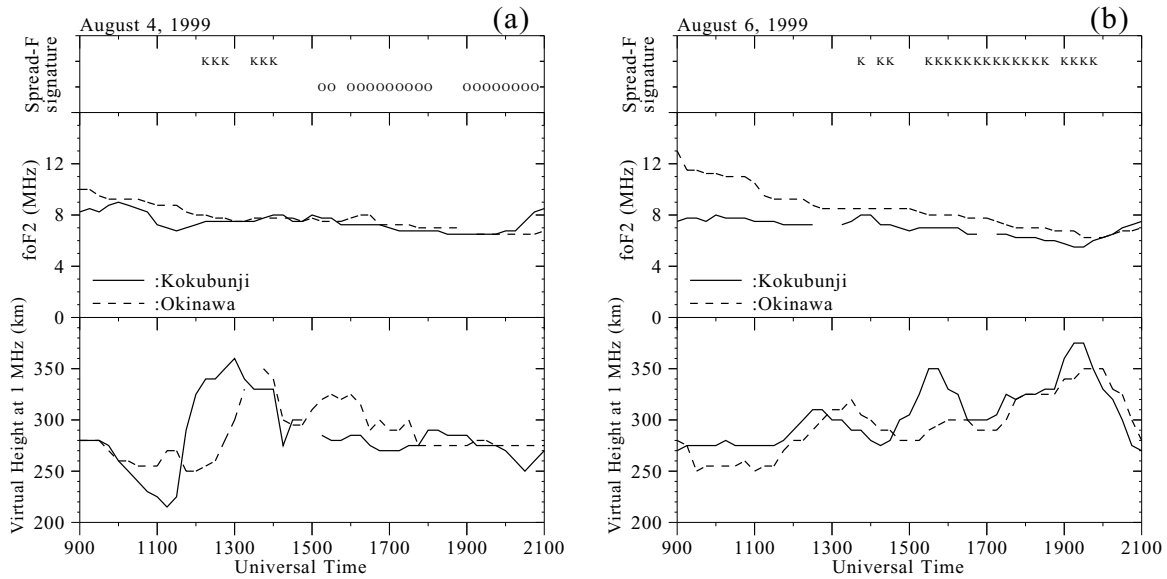 August 4, 1999 (a)
Spread-F
signature
KKK KKK
OO OOOOOOOOO OOOOOOOO
foF2 (MHz)
12
8
4
0
:Kokubunji
:Okinawa
Virtual Height at 1 MHz (km)
350
300
250
200
900 1100 1300 1500 1700 1900 2100
Universal Time
August 6, 1999 (b)
Spread-F
signature
K KK KKKKKKKKKKKKK KKKK
foF2 (MHz)
12
8
4
0
:Kokubunji
:Okinawa
Virtual Height at 1 MHz (km)
350
300
250
200
900 1100 1300 1500 1700 1900 2100
Universal Time